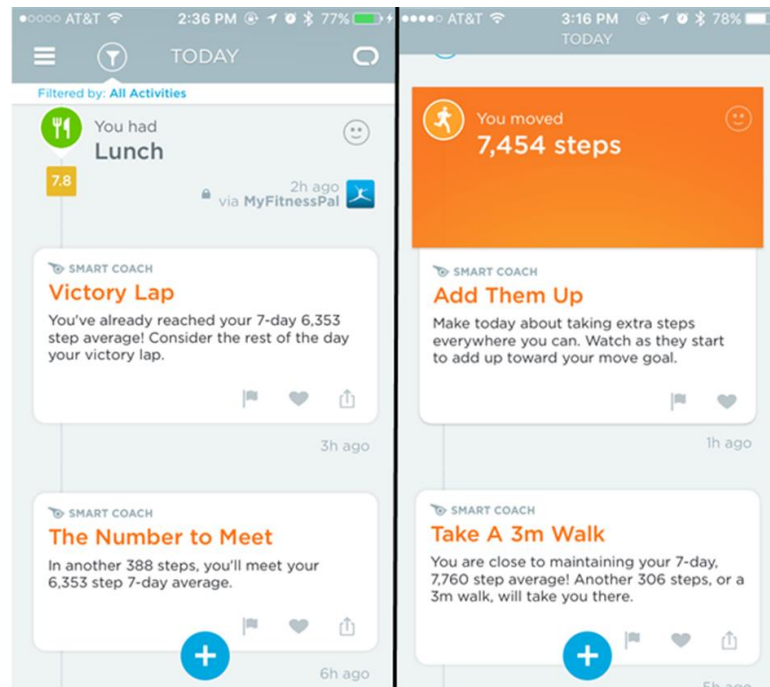 AT&T 2:36 PM 77%
TODAY
Filtered by: All Activities
You had
Lunch
7.8
2h ago
via MyFitnessPal
SMART COACH
Victory Lap
You've already reached your 7-day 6,353
step average! Consider the rest of the day
your victory lap.
3h ago
SMART COACH
The Number to Meet
In another 388 steps, you'll meet your
6,353 step 7-day average.
+
6h ago
AT&T 3:16 PM 78%
TODAY
You moved
7,454 steps
SMART COACH
Add Them Up
Make today about taking extra steps
everywhere you can. Watch as they start
to add up toward your move goal.
1h ago
SMART COACH
Take A 3m Walk
You are close to maintaining your 7-day,
7,760 step average! Another 306 steps, or a
3m walk, will take you there.
+
5h ago